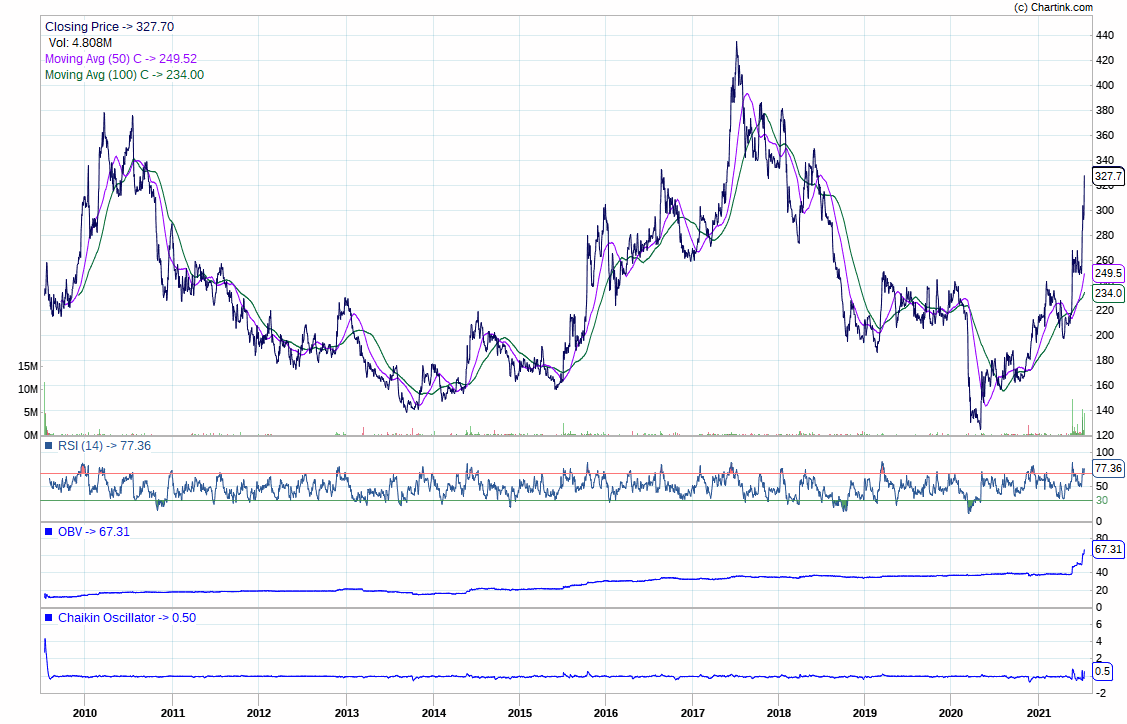 (c) Chartink.com
Closing Price -> 327.70
Vol: 4.808M
Moving Avg (50) C -> 249.52
Moving Avg (100) C -> 234.00
440
420
400
380
360
340
327.7
320
300
280
260
249.5
234.0
220
200
180
160
140
120
15M
10M
5M
0M
RSI (14) -> 77.36
100
77.36
50
30
0
OBV -> 67.31
80
67.31
40
20
0
Chaikin Oscillator -> 0.50
6
4
2
0.5
-2
2010 2011 2012 2013 2014 2015 2016 2017 2018 2019 2020 2021